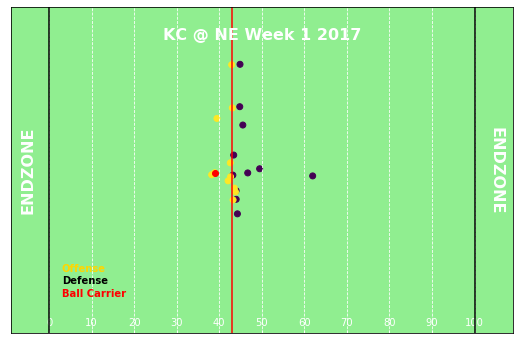 KC @ NE Week 1 2017
ENDZONE
ENDZONE
Offense
Defense
Ball Carrier
0 10 20 30 40 50 60 70 80 90 100